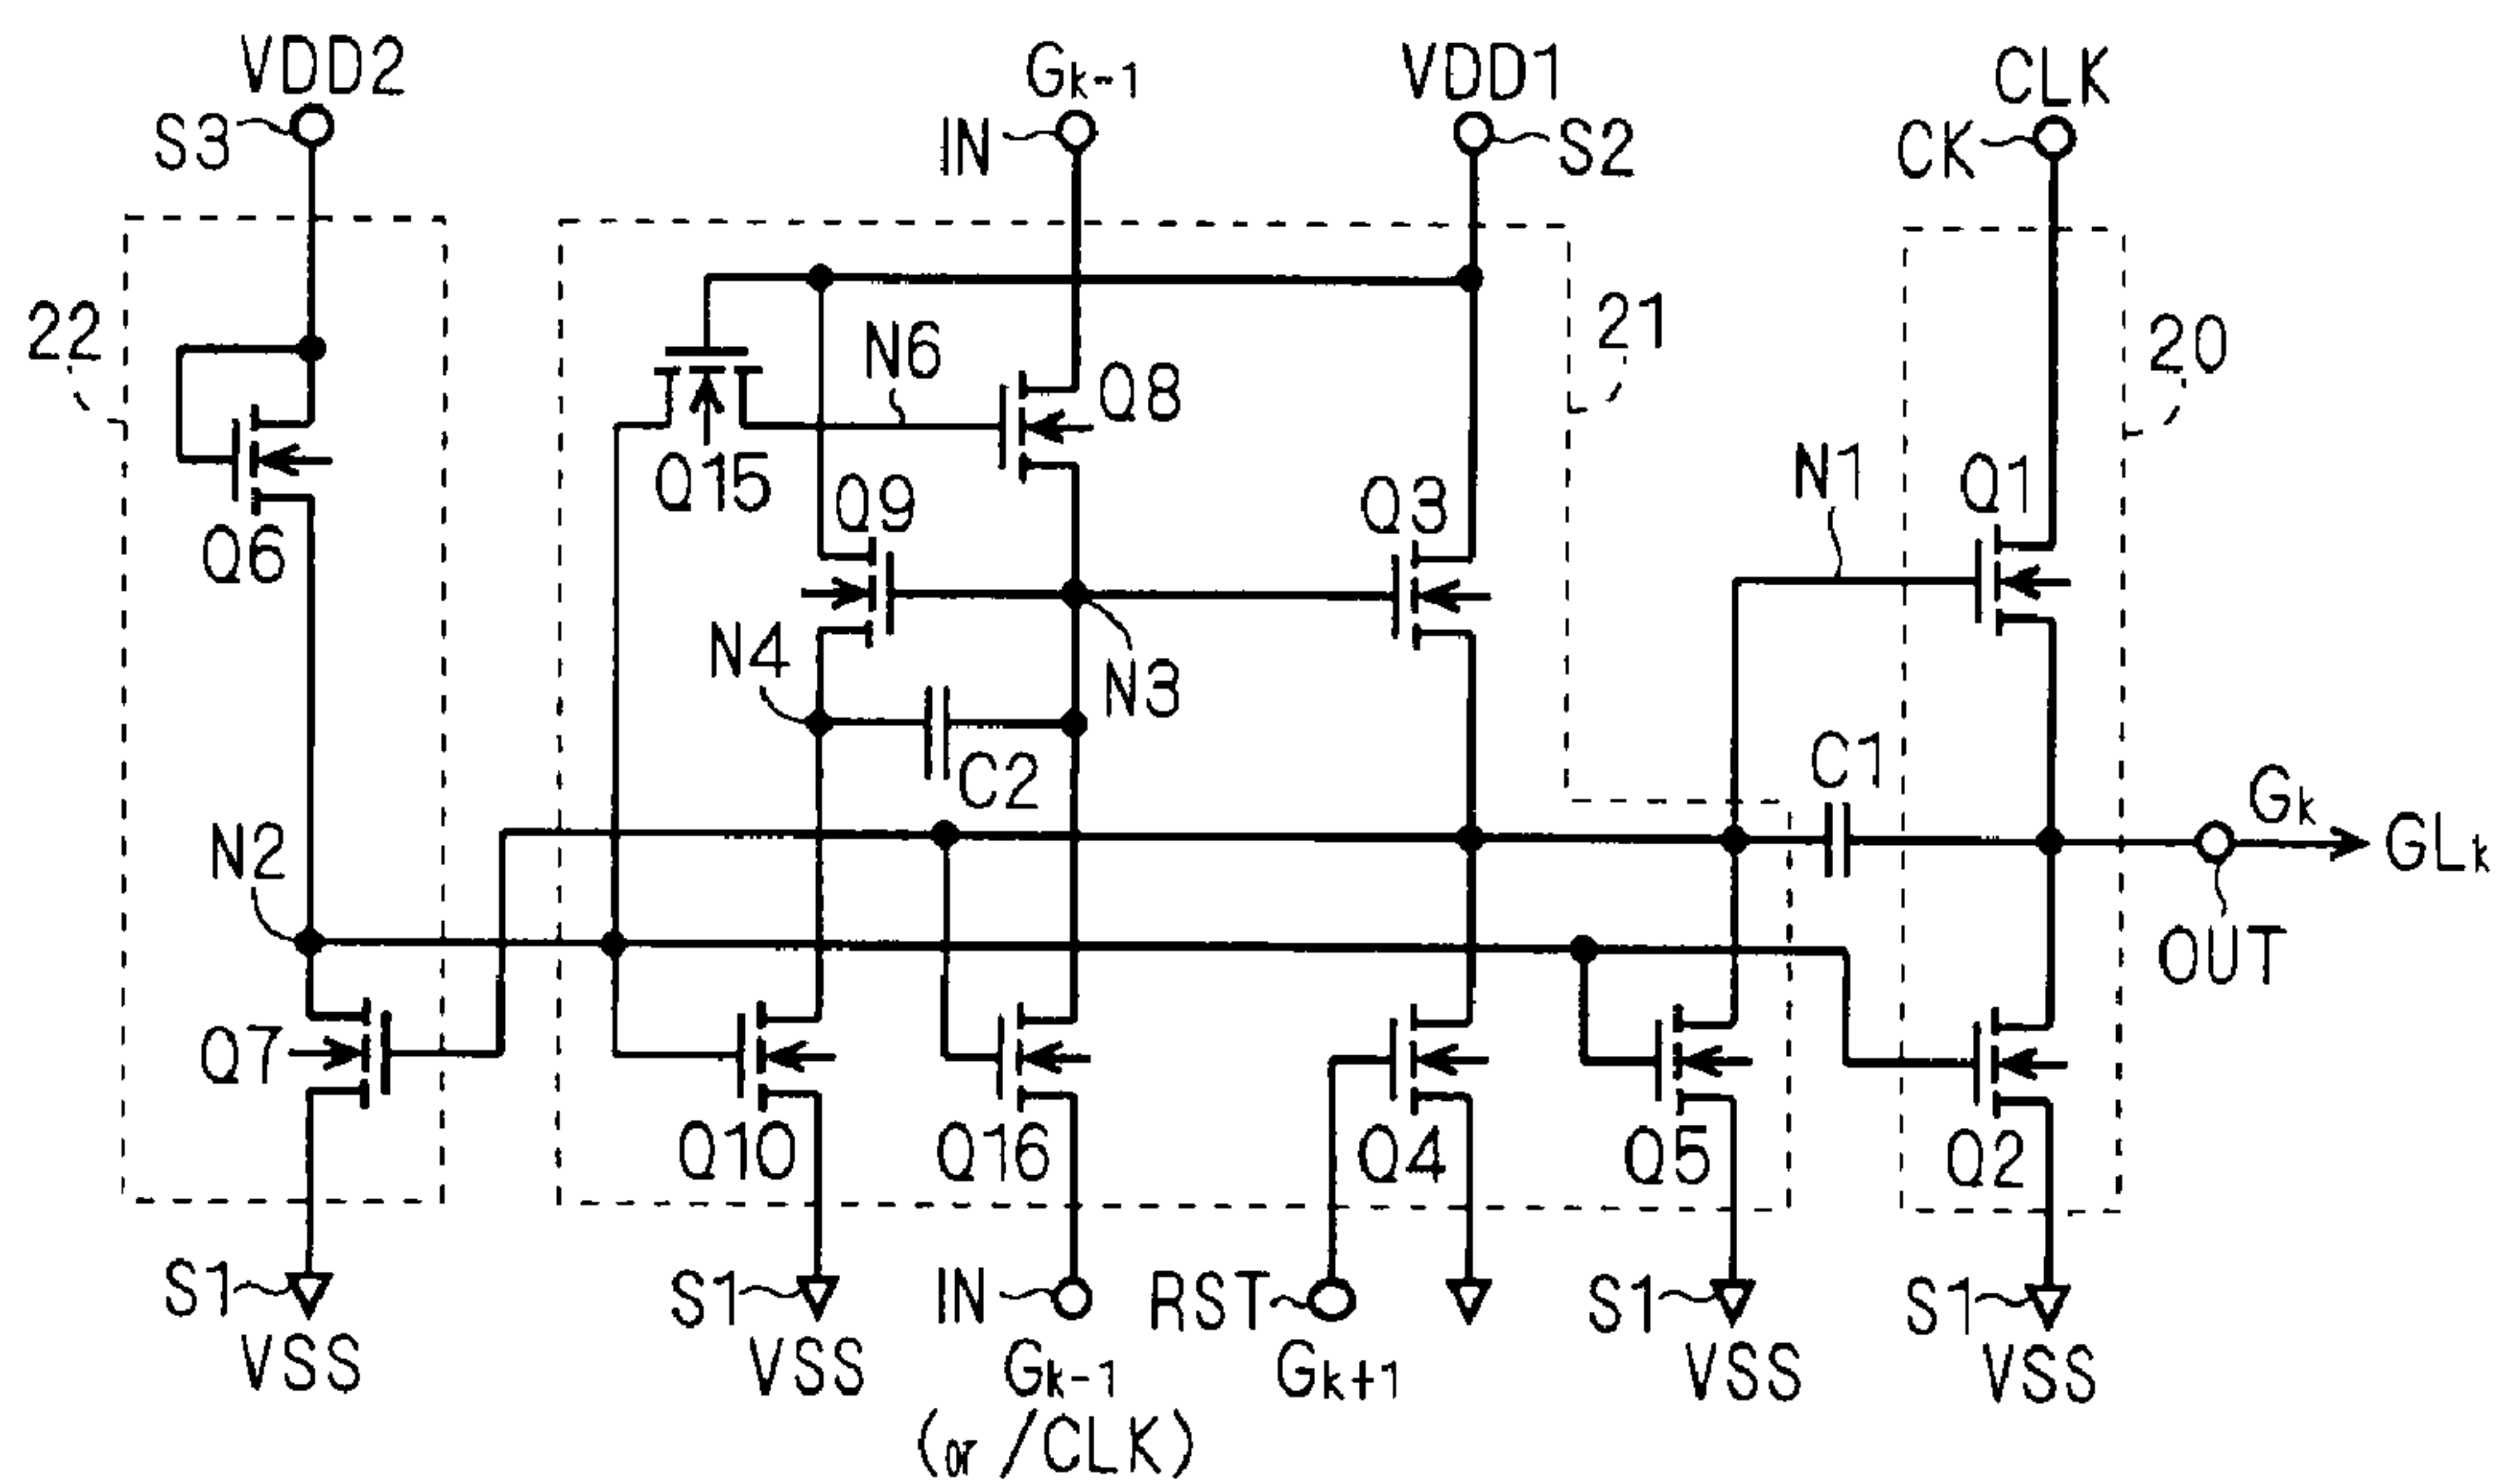 VDD2
Gk-1
VDD1
CLK
S3
IN
S2
CK
22
N6
Q8
21
20
Q15
Q9
Q3
N1
Q1
Q6
N4
N3
C2
C1
N2
Gk
GLk
OUT
Q7
Q10
Q16
Q4
Q5
Q2
S1
S1
IN
RST
S1
S1
VSS
VSS
Gk-1
Gk+1
VSS
VSS
(or /CLK)